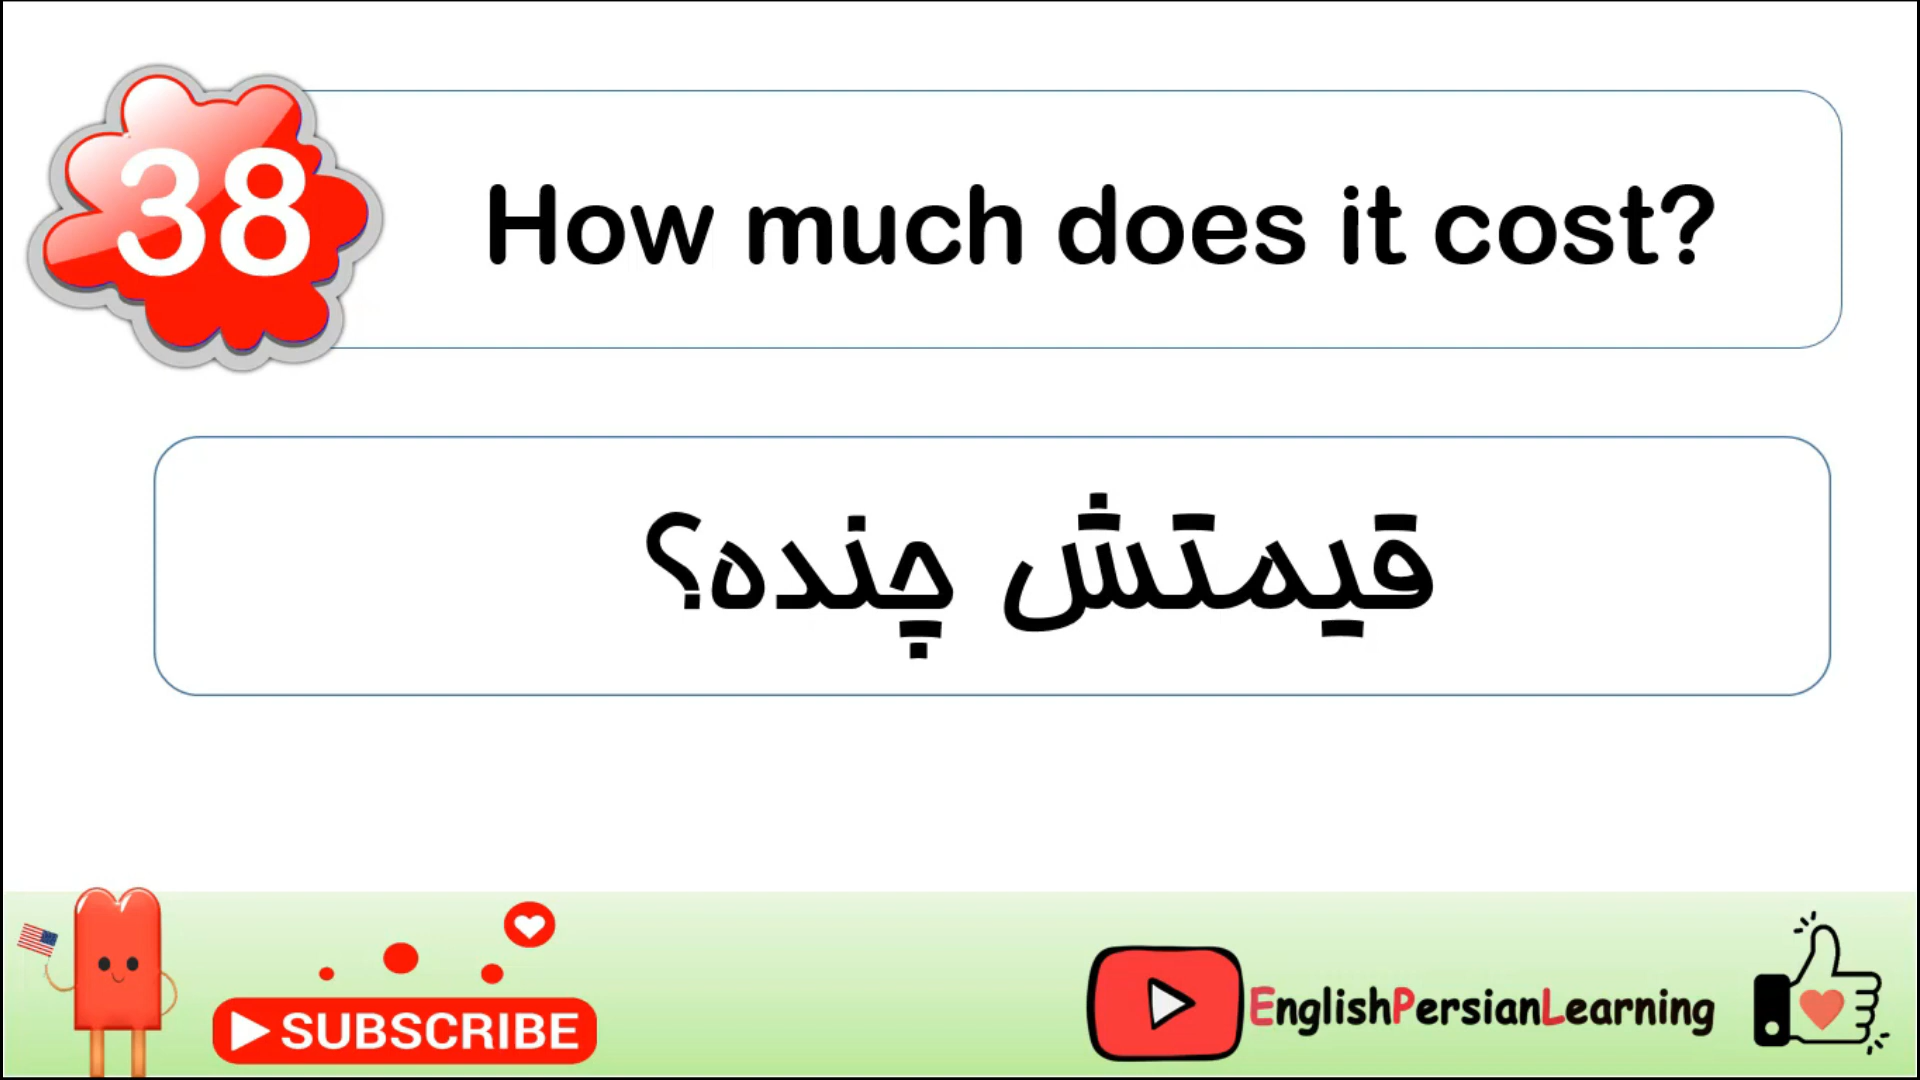 38
How much does it cost?
قیمتش چنده؟
SUBSCRIBE
EnglishPersianLearning